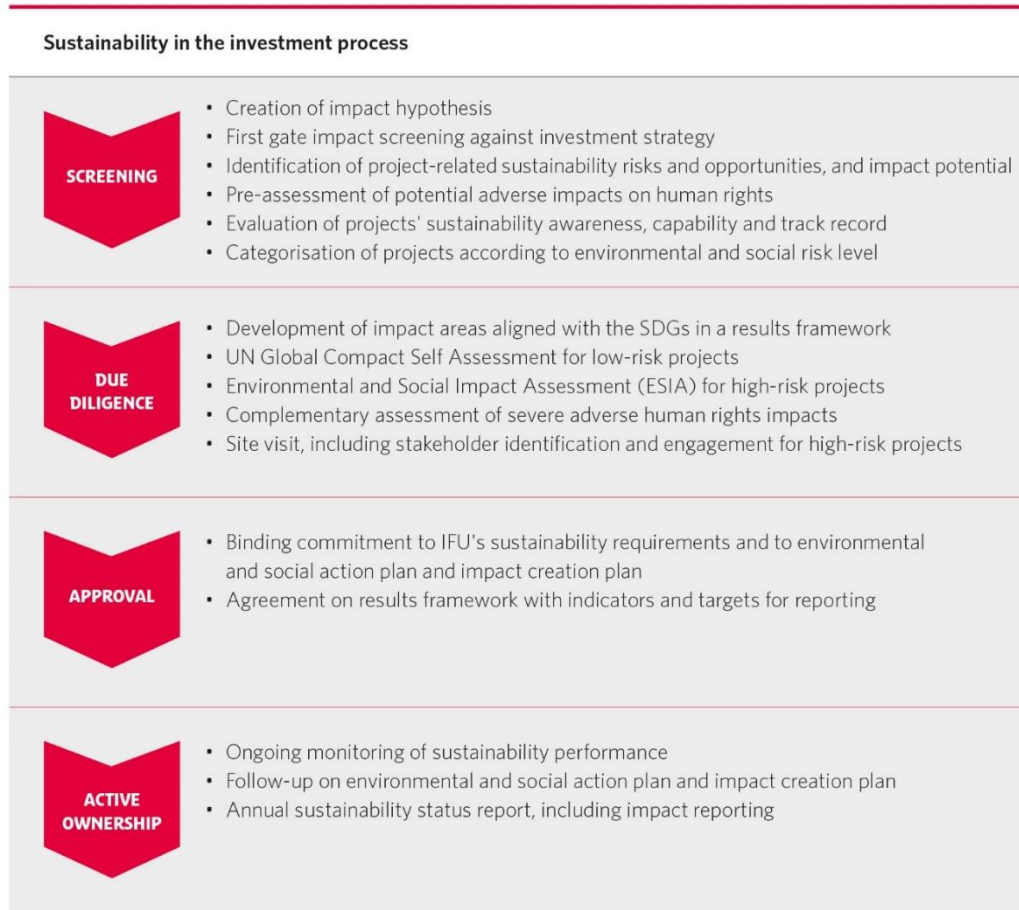 Sustainability in the investment process
SCREENING
• Creation of impact hypothesis
• First gate impact screening against investment strategy
• Identification of project-related sustainability risks and opportunities, and impact potential
• Pre-assessment of potential adverse impacts on human rights
• Evaluation of projects' sustainability awareness, capability and track record
• Categorisation of projects according to environmental and social risk level
DUE
DILIGENCE
• Development of impact areas aligned with the SDGs in a results framework
• UN Global Compact Self Assessment for low-risk projects
• Environmental and Social Impact Assessment (ESIA) for high-risk projects
• Complementary assessment of severe adverse human rights impacts
• Site visit, including stakeholder identification and engagement for high-risk projects
APPROVAL
• Binding commitment to IFU's sustainability requirements and to environmental
and social action plan and impact creation plan
• Agreement on results framework with indicators and targets for reporting
ACTIVE
OWNERSHIP
• Ongoing monitoring of sustainability performance
• Follow-up on environmental and social action plan and impact creation plan
• Annual sustainability status report, including impact reporting